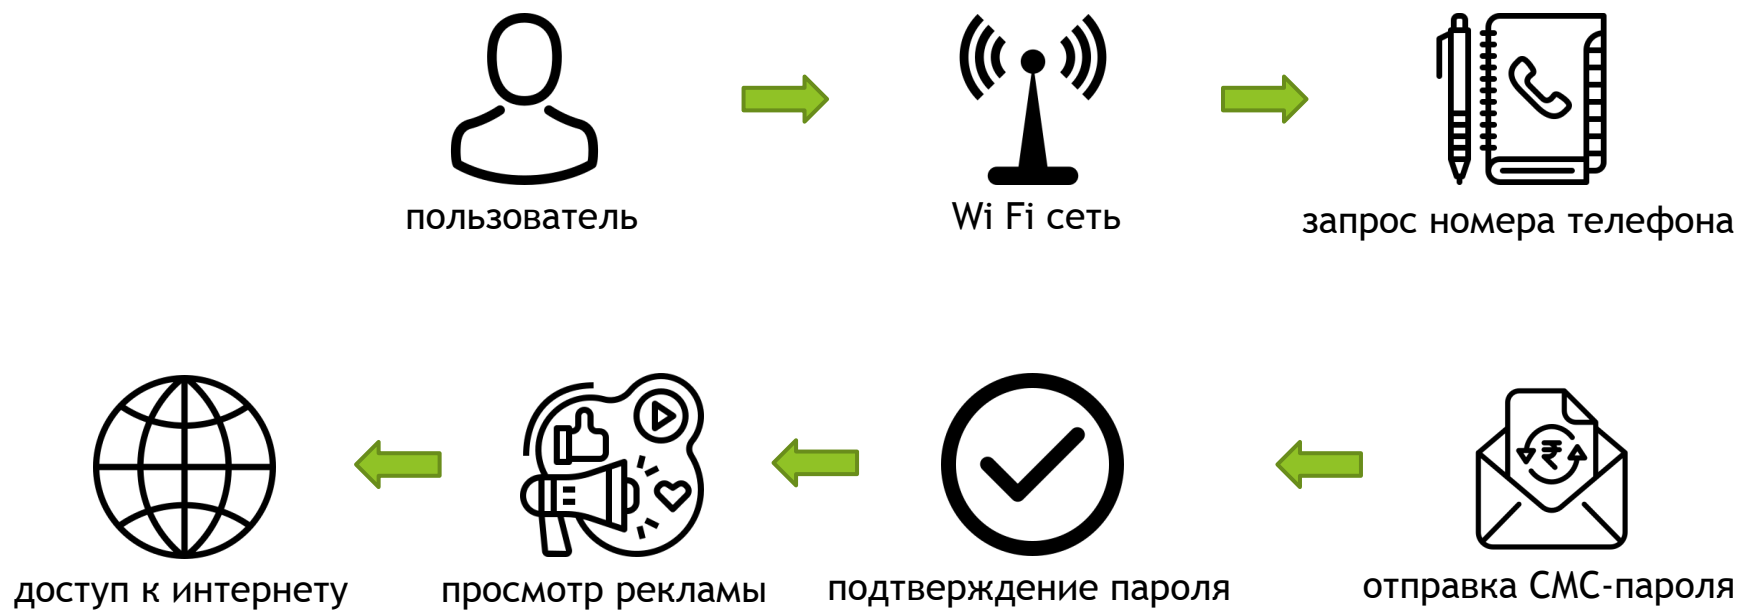 пользователь
Wi Fi сеть
запрос номера телефона
доступ к интернету
просмотр рекламы
подтверждение пароля
отправка СМС-пароля